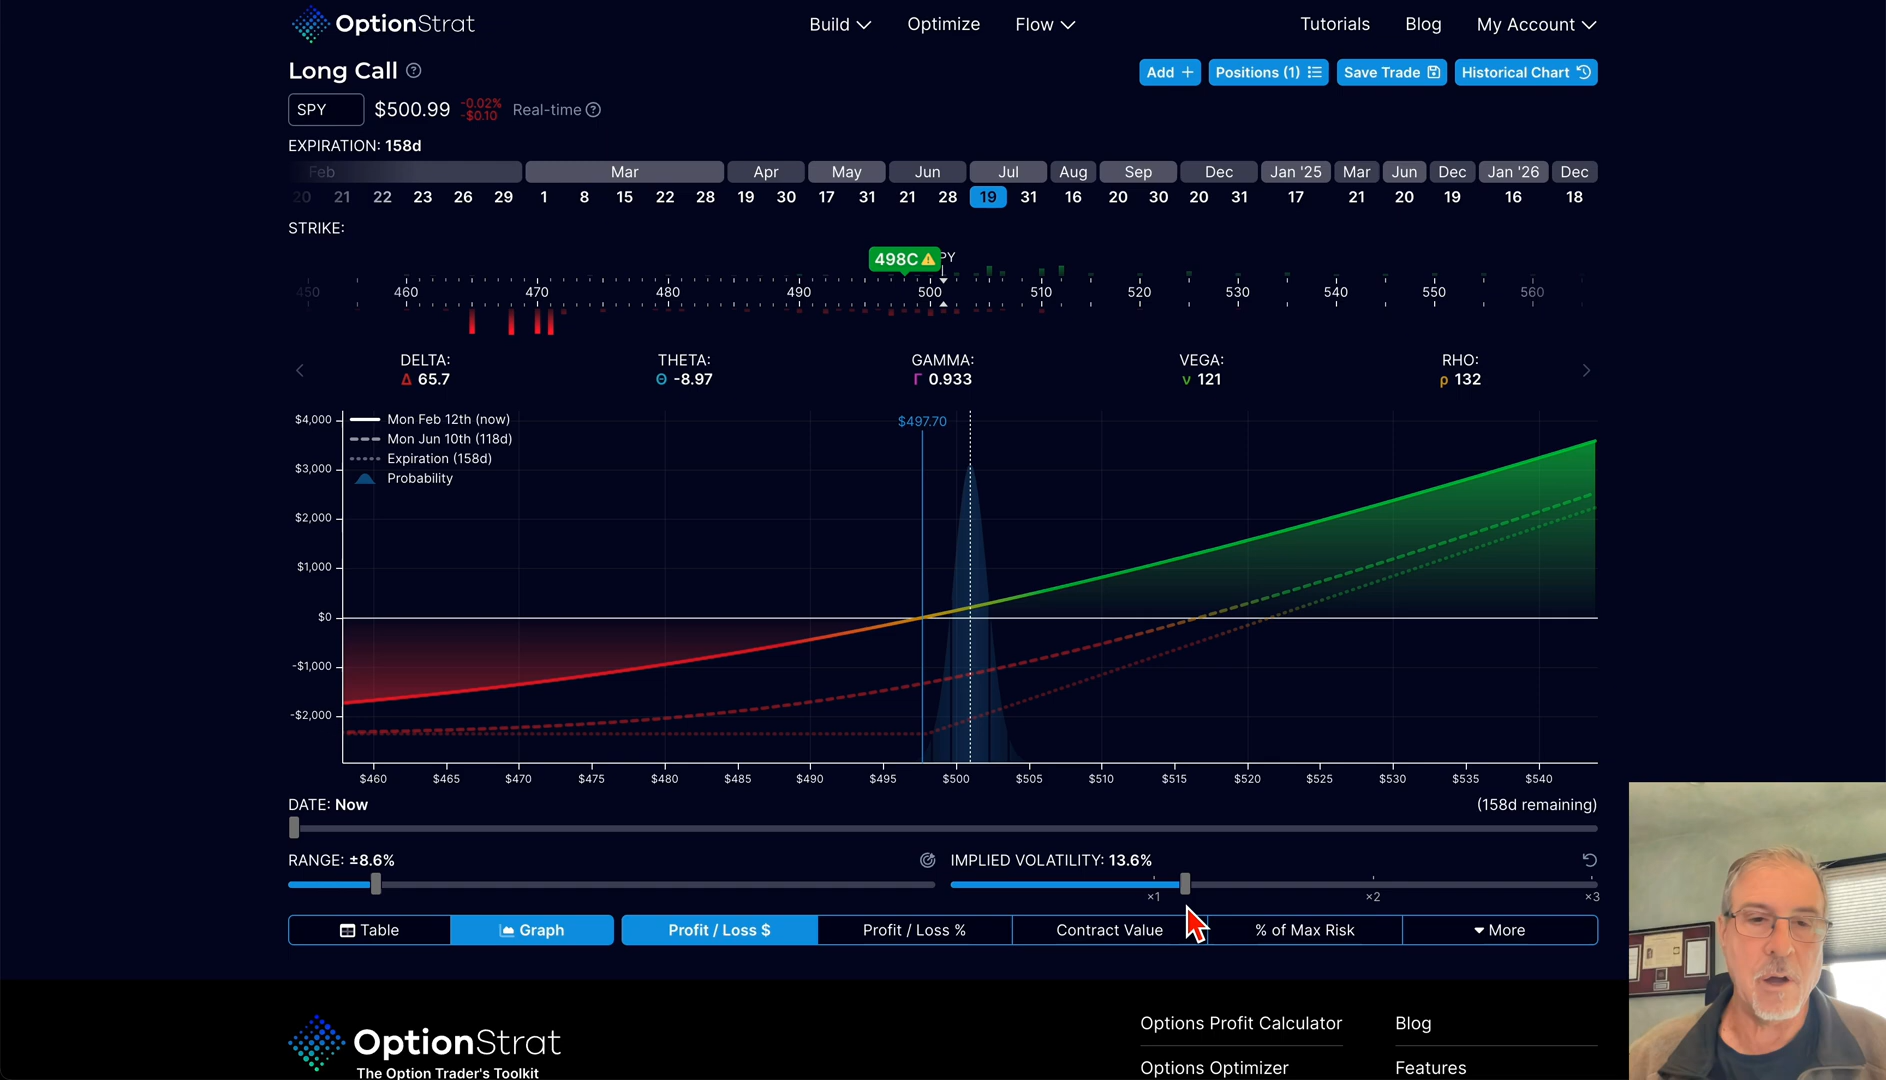 OptionStrat
Build
Optimize
Flow
Tutorials
Blog
My Account
Long Call ?
Add +
Positions (1)
Save Trade
Historical Chart
SPY
$500.99
-0.02%
-$0.10
Real-time ?
EXPIRATION: 158d
Feb Mar Apr May Jun Jul Aug Sep Dec Jan '25 Mar Jun Dec Jan '26 Dec
20 21 22 23 26 29 1 8 15 22 28 19 30 17 31 21 28 19 31 16 20 30 20 31 17 21 20 19 16 18
STRIKE:
498C
PY
450 460 470 480 490 500 510 520 530 540 550 560
DELTA: THETA: GAMMA: VEGA: RHO:
Δ 65.7 Θ -8.97 Γ 0.933 ν 121 ρ 132
$4,000
$3,000
$2,000
$1,000
$0
-$1,000
-$2,000
Mon Feb 12th (now)
Mon Jun 10th (118d)
Expiration (158d)
Probability
$497.70
$460 $465 $470 $475 $480 $485 $490 $495 $500 $505 $510 $515 $520 $525 $530 $535 $540
DATE: Now
(158d remaining)
RANGE: ±8.6%
IMPLIED VOLATILITY: 13.6%
×1 ×2 ×3
Table
Graph
Profit / Loss $
Profit / Loss %
Contract Value
% of Max Risk
More
OptionStrat
The Option Trader's Toolkit
Options Profit Calculator
Blog
Options Optimizer
Features